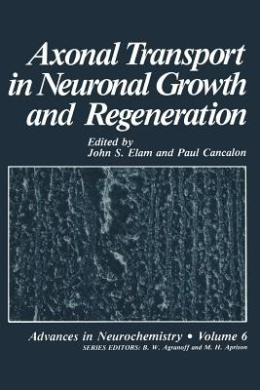 Axonal Transport
in Neuronal Growth
and Regeneration
Edited by
John S. Elam and Paul Cancalon
Advances in Neurochemistry • Volume 6
SERIES EDITORS: B. W. Agranoff and M. H. Aprison